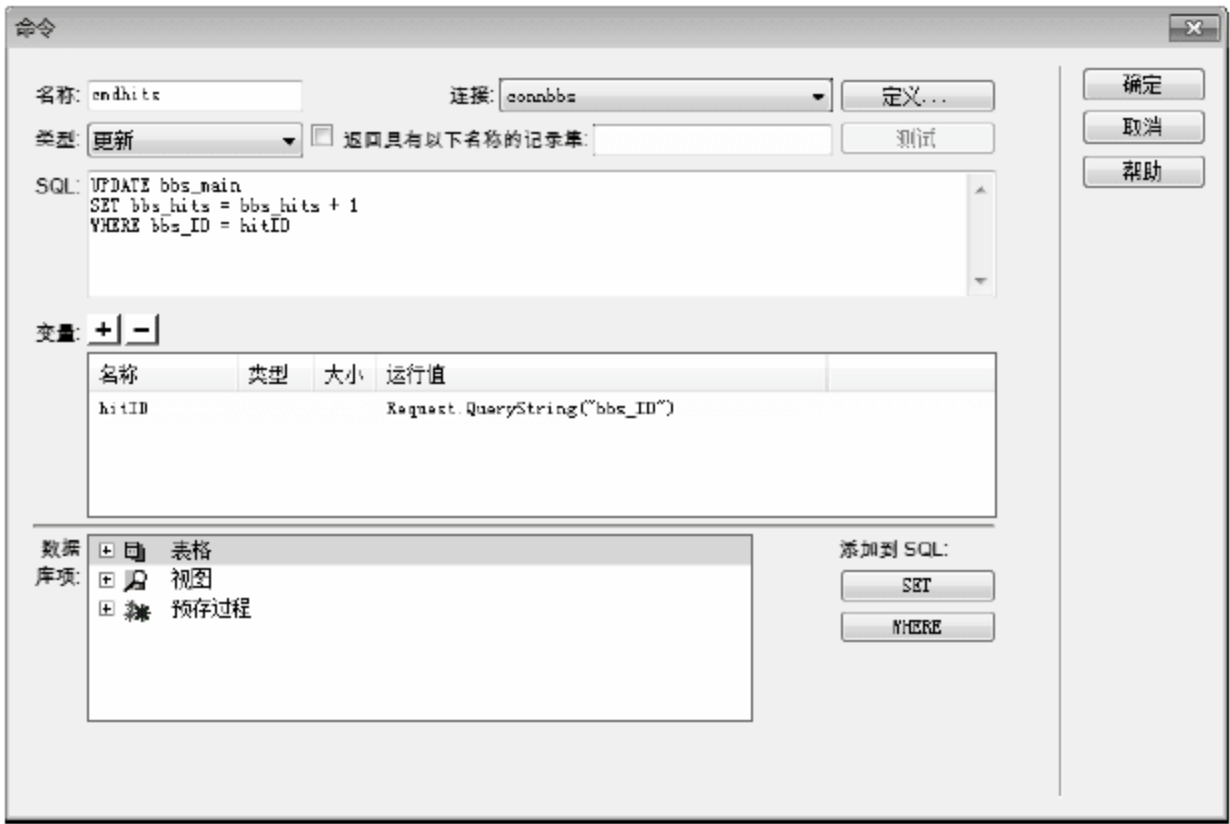 命令
名称: cmdhits 连接: connbbs 定义... 确定
类型: 更新 返回具有以下名称的记录集: 测试 取消
帮助
SQL: UPDATE bbs_main
SET bbs_hits = bbs_hits + 1
WHERE bbs_ID = hitID
变量: + −
名称 类型 大小 运行值
hitID Request.QueryString("bbs_ID")
数据库项: 表格 添加到 SQL:
视图 SET
预存过程 WHERE